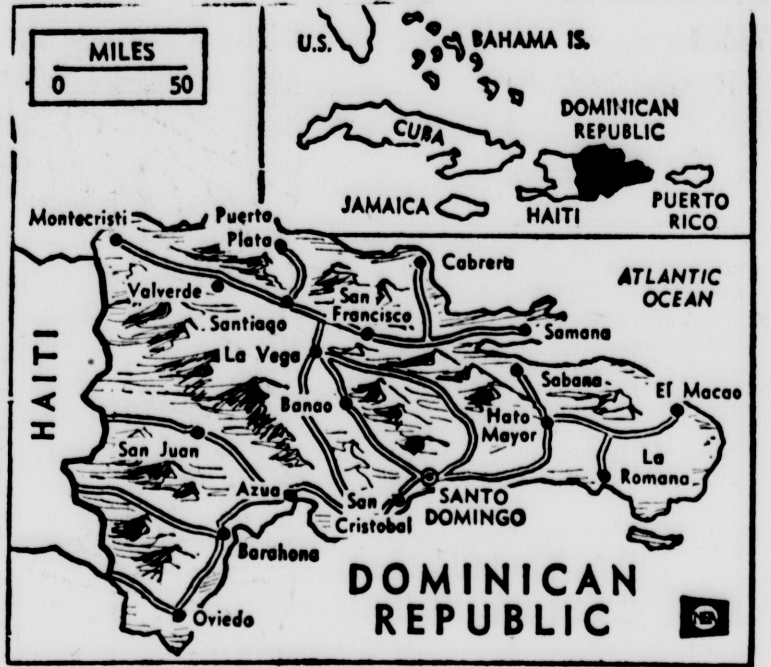 MILES
0 50
U.S.
BAHAMA IS.
CUBA
DOMINICAN
REPUBLIC
JAMAICA
HAITI
PUERTO
RICO
Montecristi
Puerto
Plata
Cabrera
ATLANTIC
OCEAN
Valverde
Santiago
San
Francisco
Samana
La Vega
Sabana
El Macao
HAITI
Banao
Hato
Mayor
San Juan
La
Romana
Azua
San
Cristobal
SANTO
DOMINGO
Barahona
Oviedo
DOMINICAN
REPUBLIC
NEA